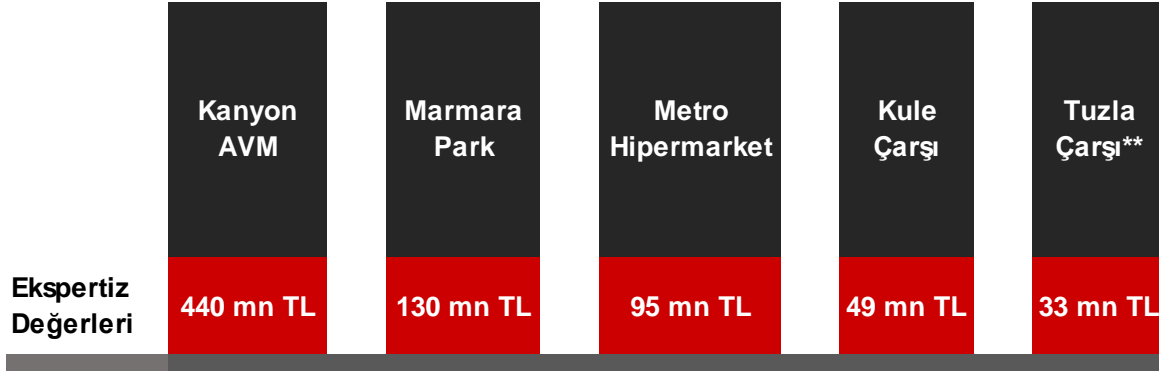 Kanyon
AVM
Marmara
Park
Metro
Hipermarket
Kule
Çarşı
Tuzla
Çarşı**
Ekspertiz
Değerleri
440 mn TL
130 mn TL
95 mn TL
49 mn TL
33 mn TL